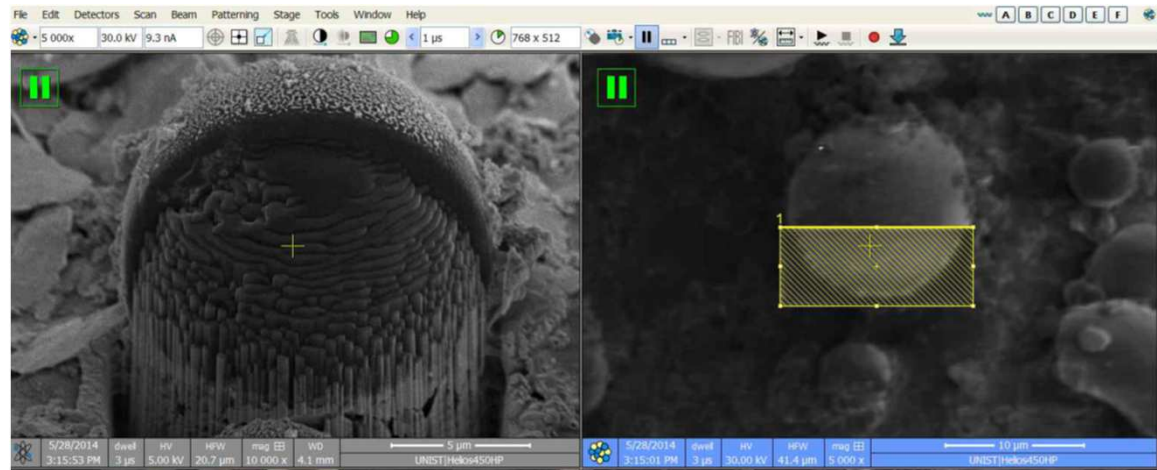 File Edit Detectors Scan Beam Patterning Stage Tools Window Help A B C D E F
5 000x 30.0 kV 9.3 nA 1 µs 768 x 512 FIBI
1
5/28/2014 dwell HV HFW mag WD 5 µm
3:15:53 PM 3 µs 5.00 kV 20.7 µm 10 000 x 4.1 mm UNIST|Helios450HP
5/28/2014 dwell HV HFW mag 10 µm
3:15:01 PM 3 µs 30.00 kV 41.4 µm 5 000 x UNIST|Helios450HP